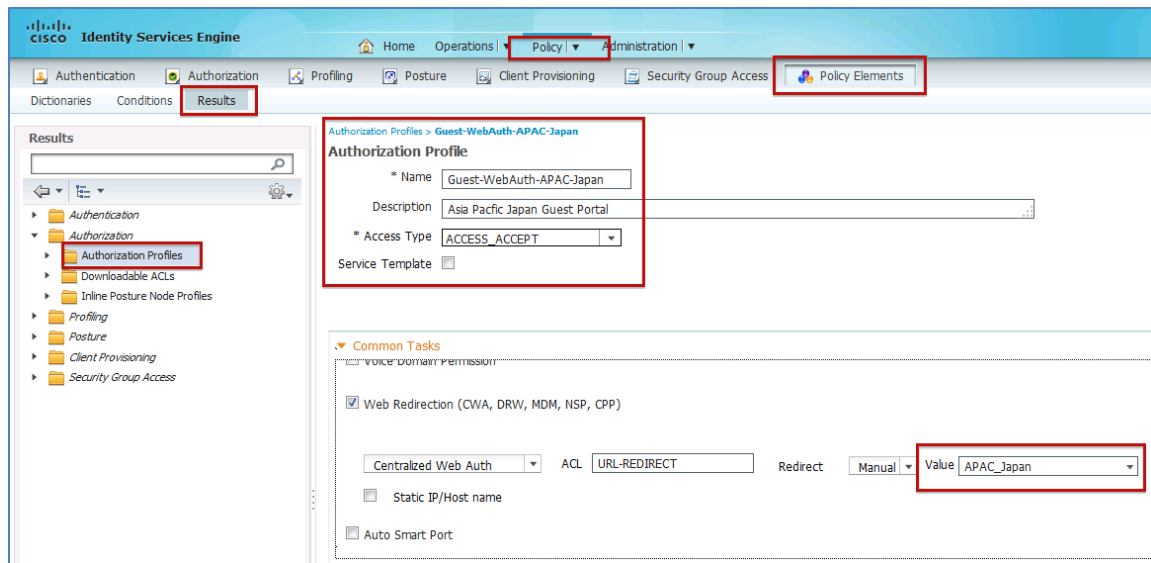 CISCO Identity Services Engine
Home Operations Policy Administration
Authentication Authorization Profiling Posture Client Provisioning Security Group Access Policy Elements
Dictionaries Conditions Results
Results
Authentication
Authorization
Authorization Profiles
Downloadable ACLs
Inline Posture Node Profiles
Profiling
Posture
Client Provisioning
Security Group Access
Authorization Profiles > Guest-WebAuth-APAC-Japan
Authorization Profile
* Name Guest-WebAuth-APAC-Japan
Description Asia Pacfic Japan Guest Portal
* Access Type ACCESS_ACCEPT
Service Template
Common Tasks
Voice Domain Permission
Web Redirection (CWA, DRW, MDM, NSP, CPP)
Centralized Web Auth ACL URL-REDIRECT Redirect Manual Value APAC_Japan
Static IP/Host name
Auto Smart Port